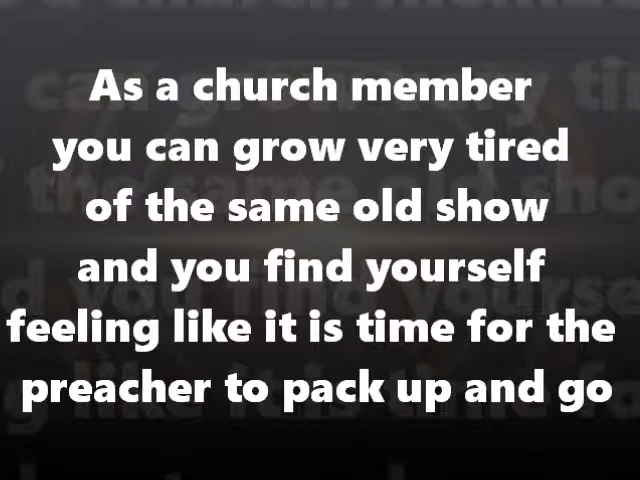 As a church member
you can grow very tired
of the same old show
and you find yourself
feeling like it is time for the
preacher to pack up and go